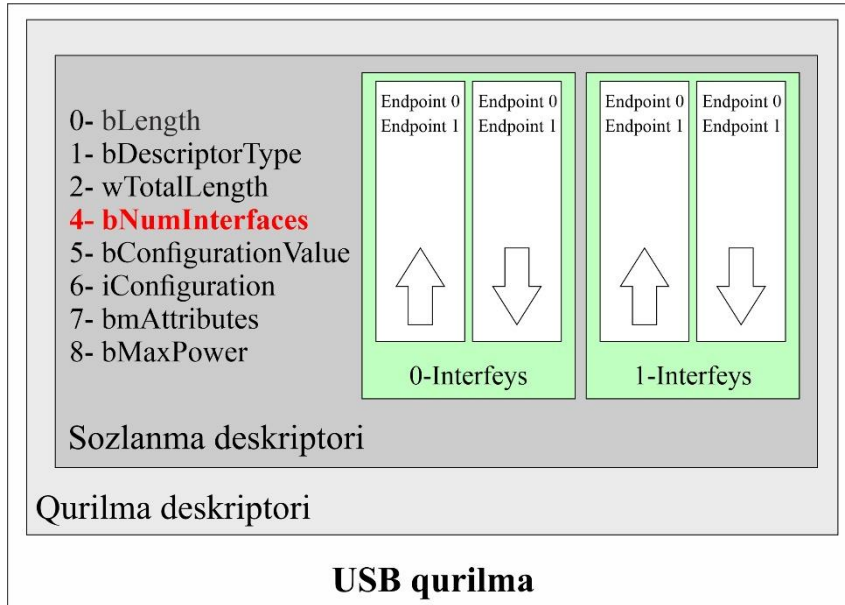 0- bLength
1- bDescriptorType
2- wTotalLength
4- bNumInterfaces
5- bConfigurationValue
6- iConfiguration
7- bmAttributes
8- bMaxPower
Endpoint 0
Endpoint 1
Endpoint 0
Endpoint 1
0-Interfeys
Endpoint 0
Endpoint 1
Endpoint 0
Endpoint 1
1-Interfeys
Sozlanma deskriptori
Qurilma deskriptori
USB qurilma